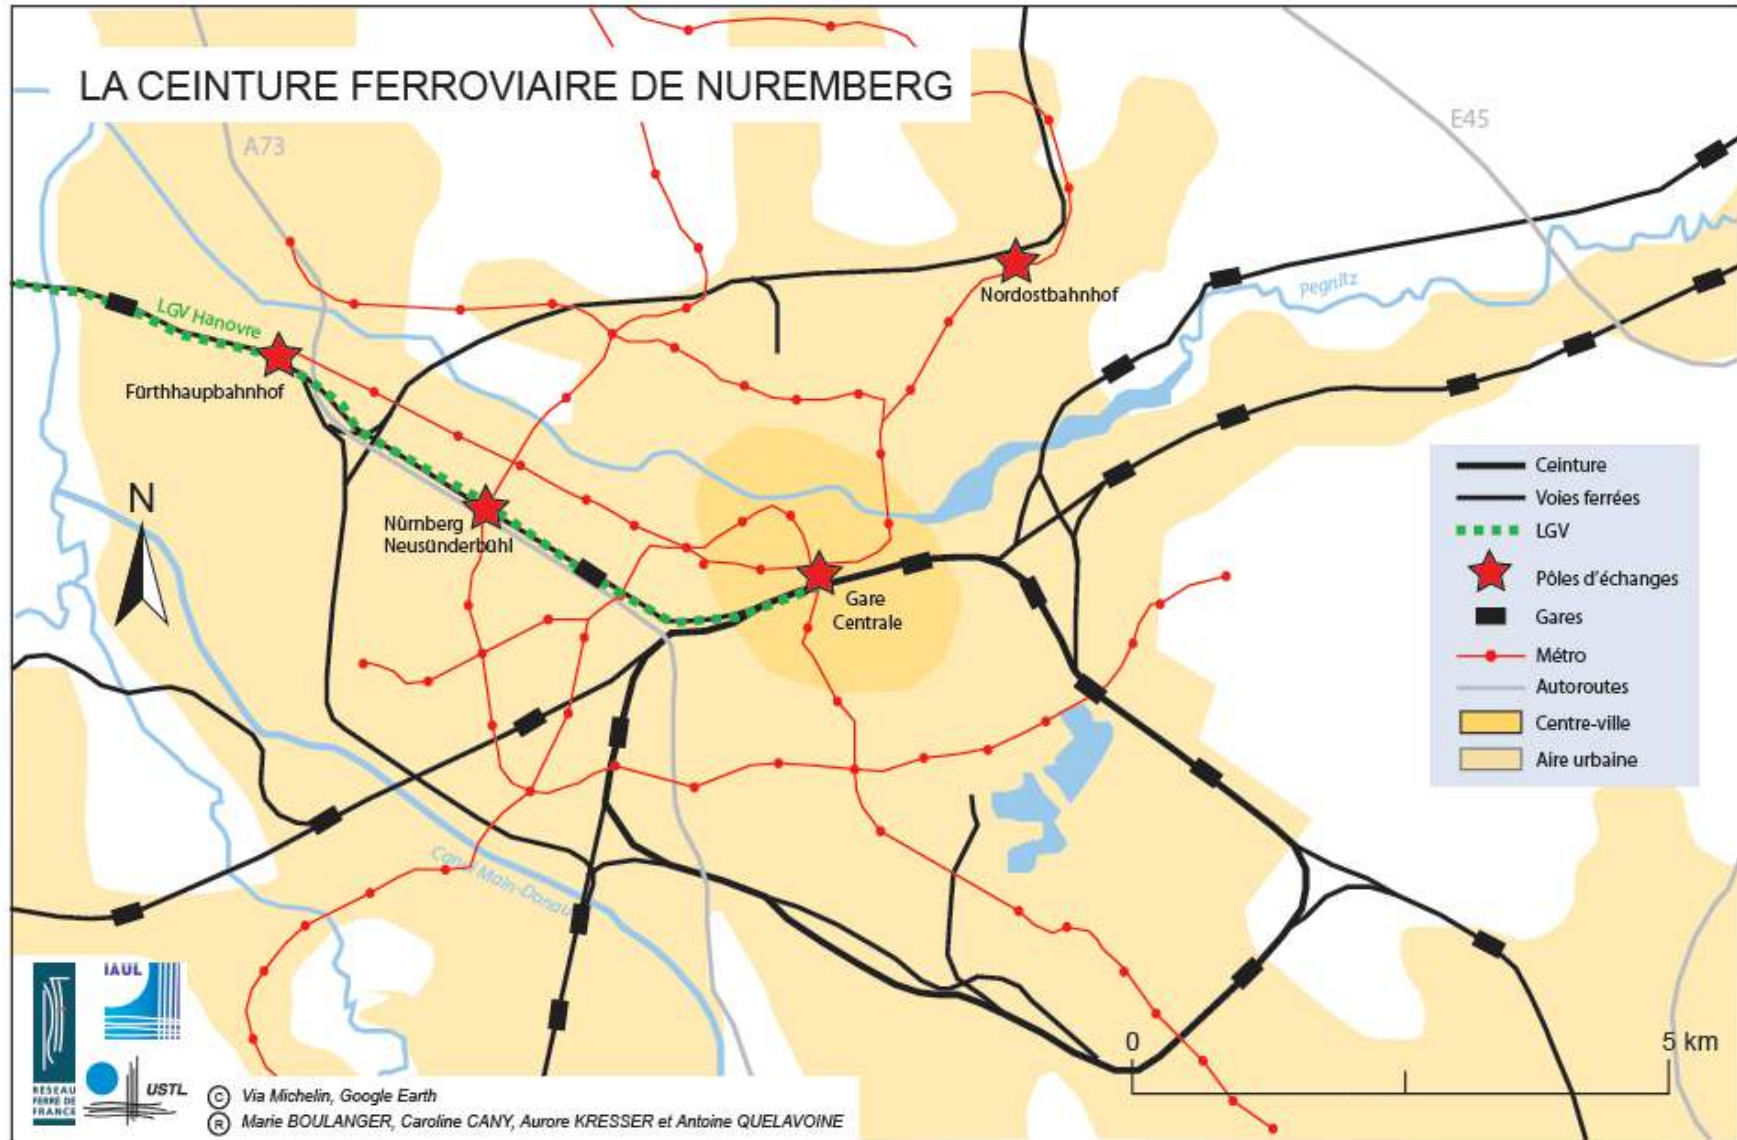 LA CEINTURE FERROVIAIRE DE NUREMBERG
A73
E45
Pegnitz
Nordostbahnhof
LGV Hanovre
Fürthhaupbahnhof
N
Nürnberg
Neusünderbühl
Gare
Centrale
Ceinture
Voies ferrées
LGV
Pôles d'échanges
Gares
Métro
Autoroutes
Centre-ville
Aire urbaine
Canal Main-Donau
0
5 km
IAUL
RESEAU
FERRE DE
FRANCE
USTL
C Via Michelin, Google Earth
R Marie BOULANGER, Caroline CANY, Aurore KRESSER et Antoine QUELAVOINE